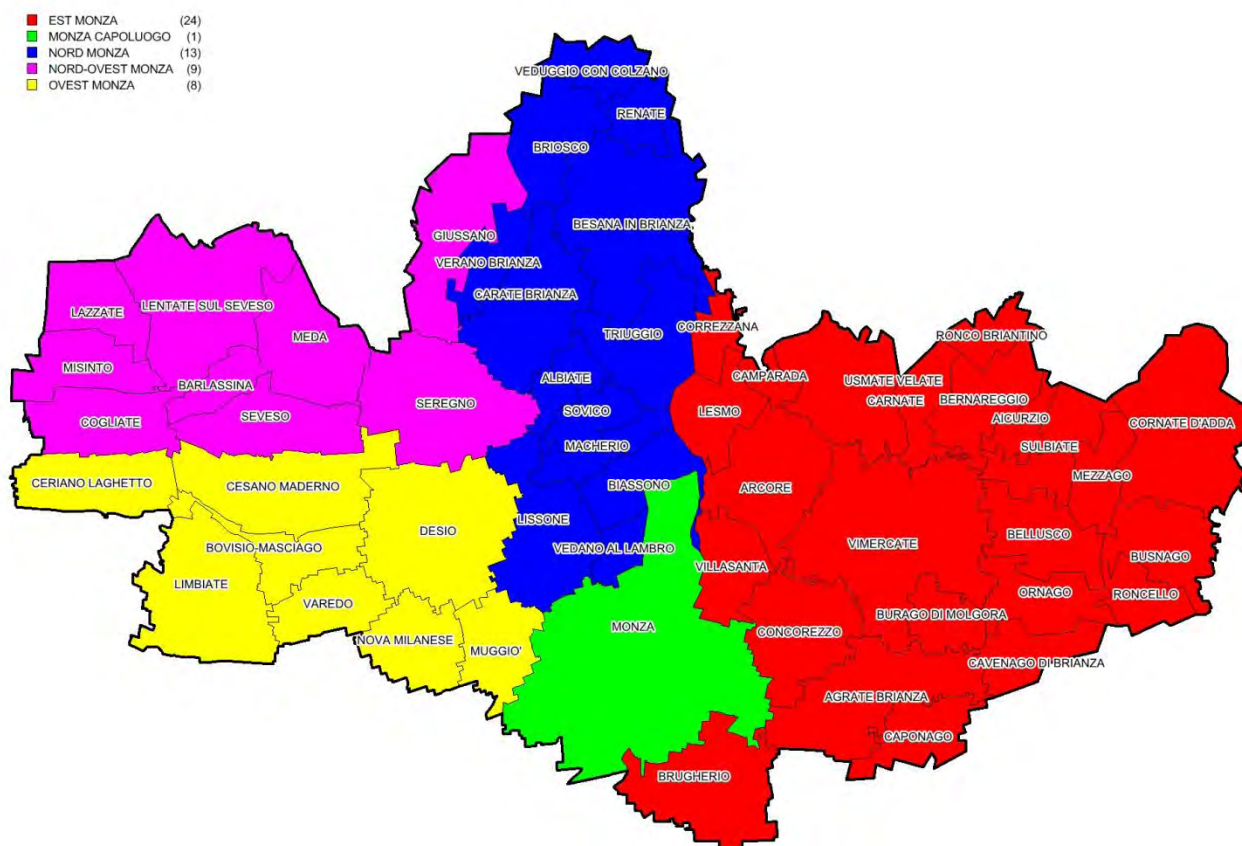 EST MONZA (24)
MONZA CAPOLUOGO (1)
NORD MONZA (13)
NORD-OVEST MONZA (9)
OVEST MONZA (8)
VEDUGGIO CON COLZANO
RENATE
BRIOSCO
BESANA IN BRIANZA
GIUSSANO
VERANO BRIANZA
CARATE BRIANZA
LENTATE SUL SEVESO
LAZZATE
MEDA
TRIUGGIO
CORREZZANA
RONCO BRIANTINO
MISINTO
BARLASSINA
ALBIATE
CAMPARADA
USMATE VELATE
CARNATE
BERNAREGGIO
SEREGNO
SOVICO
LESMO
AICURZIO
CORNATE D'ADDA
COGLIATE
SEVESO
MACHERIO
SULBIATE
MEZZAGO
CERIANO LAGHETTO
CESANO MADERNO
BIASSONO
ARCORE
DESIO
LISSONE
BELLUSCO
BOVISIO-MASCIAGO
VEDANO AL LAMBRO
VIMERCATE
BUSNAGO
LIMBIATE
VILLASANTA
ORNAGO
RONCELLO
VAREDO
BURAGO DI MOLGORA
MONZA
CONCOREZZO
NOVA MILANESE
MUGGIO'
CAVENAGO DI BRIANZA
AGRATE BRIANZA
CAPONAGO
BRUGHERIO